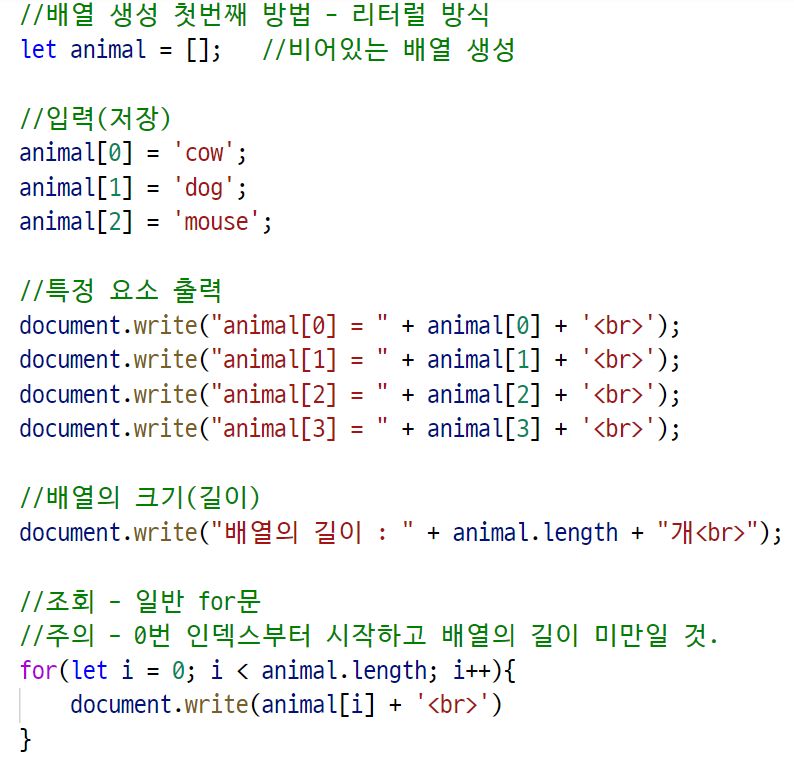 //배열 생성 첫번째 방법 - 리터럴 방식
let animal = [];   //비어있는 배열 생성

//입력(저장)
animal[0] = 'cow';
animal[1] = 'dog';
animal[2] = 'mouse';

//특정 요소 출력
document.write("animal[0] = " + animal[0] + '<br>');
document.write("animal[1] = " + animal[1] + '<br>');
document.write("animal[2] = " + animal[2] + '<br>');
document.write("animal[3] = " + animal[3] + '<br>');

//배열의 크기(길이)
document.write("배열의 길이 : " + animal.length + "개<br>");

//조회 - 일반 for문
//주의 - 0번 인덱스부터 시작하고 배열의 길이 미만일 것.
for(let i = 0; i < animal.length; i++){
    document.write(animal[i] + '<br>')
}